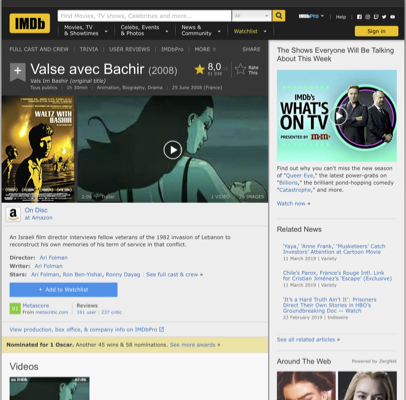 IMDb
Find Movies, TV shows, Celebrities and more...
All
IMDbPro
Help
Movies,
TV & Showtimes
Celebs, Events
& Photos
News &
Community
Watchlist
Sign in
FULL CAST AND CREW | TRIVIA | USER REVIEWS | IMDbPro | MORE
SHARE
Valse avec Bachir (2008)
Vals Im Bashir (original title)
Tous publics | 1h 30min | Animation, Biography, Drama | 25 June 2008 (France)
8,0
Rate
This
WALTZ WITH
BASHIR
Trailer
1 VIDEO
IMAGES
On Disc
at Amazon
An Israeli film director interviews fellow veterans of the 1982 invasion of Lebanon to
reconstruct his own memories of his term of service in that conflict.
Director: Ari Folman
Writer: Ari Folman
Stars: Ari Folman, Ron Ben-Yishai, Ronny Dayag | See full cast & crew »
+ Add to Watchlist
91
Metascore
From metacritic.com
Reviews
161 user | 237 critic
View production, box office, & company info on IMDbPro
Nominated for 1 Oscar. Another 45 wins & 58 nominations. See more awards »
Videos
The Shows Everyone Will Be Talking
About This Week
IMDb's
WHAT'S
ON TV
PRESENTED BY
Find out why you can't miss the new season
of "Queer Eye," the latest power-grabs on
"Billions," the brilliant pond-hopping comedy
"Catastrophe," and more.
Watch now »
Related News
'Yaya,' 'Anne Frank,' 'Musketeers' Catch
Investors' Attention at Cartoon Movie
11 March 2019 | Variety
Chile's Parox, France's Rouge Intl. Link
for Cristian Jiménez's 'Escape' (Exclusive)
11 March 2019 | Variety
'It's a Hard Truth Ain't It': Prisoners
Direct Their Own Stories in HBO's
Groundbreaking Doc — Watch
23 February 2019 | Indiewire
See all related articles »
Around The Web
Powered by ZergNet